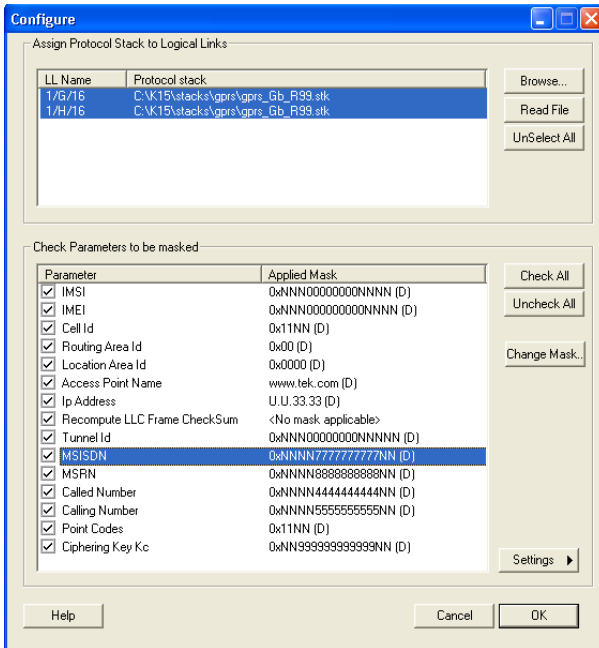 Configure
Assign Protocol Stack to Logical Links
LL Name Protocol stack
1/G/16 C:\K15\stacks\gprs\gprs_Gb_R99.stk
1/H/16 C:\K15\stacks\gprs\gprs_Gb_R99.stk
Browse...
Read File
UnSelect All
Check Parameters to be masked
Parameter Applied Mask
IMSI 0xNNN00000000NNNN (D)
IMEI 0xNNN000000000NNNN (D)
Cell Id 0x11NN (D)
Routing Area Id 0x00 (D)
Location Area Id 0x0000 (D)
Access Point Name www.tek.com (D)
Ip Address U.U.33.33 (D)
Recompute LLC Frame CheckSum <No mask applicable>
Tunnel Id 0xNNN00000000NNNNN (D)
MSISDN 0xNNNN7777777777NN (D)
MSRN 0xNNNN8888888888NN (D)
Called Number 0xNNNN4444444444NN (D)
Calling Number 0xNNNN5555555555NN (D)
Point Codes 0x11NN (D)
Ciphering Key Kc 0xNN999999999999NN (D)
Check All
Uncheck All
Change Mask..
Settings
Help
Cancel
OK